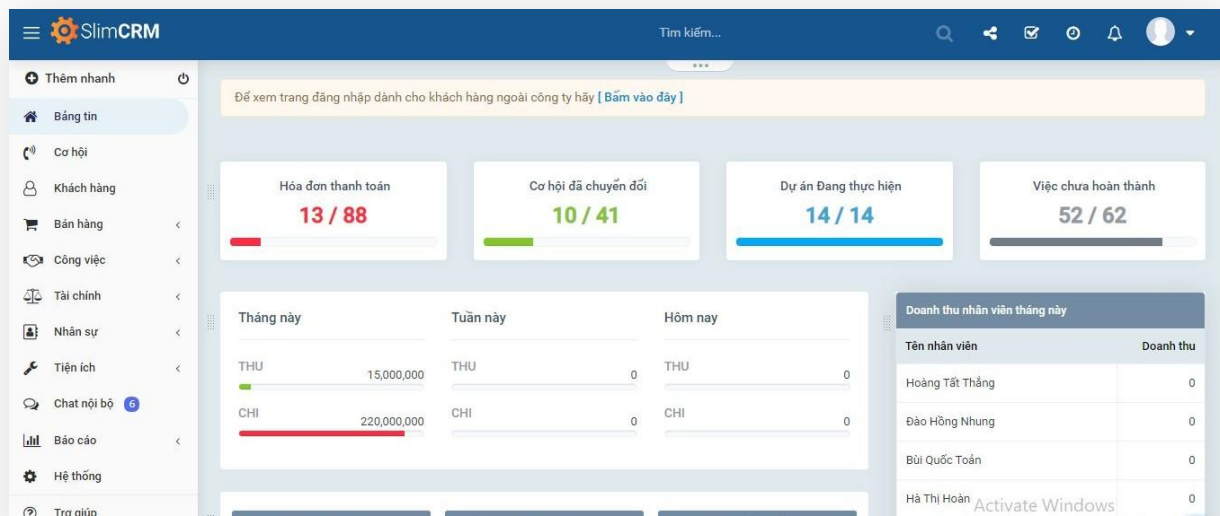 SlimCRM
Tìm kiếm...
Thêm nhanh
Bảng tin
Cơ hội
Khách hàng
Bán hàng
Công việc
Tài chính
Nhân sự
Tiện ích
Chat nội bộ 6
Báo cáo
Hệ thống
Trợ giúp
Để xem trang đăng nhập dành cho khách hàng ngoài công ty hãy [ Bấm vào đây ]
Hóa đơn thanh toán
13 / 88
Cơ hội đã chuyển đổi
10 / 41
Dự án Đang thực hiện
14 / 14
Việc chưa hoàn thành
52 / 62
Tháng này
THU 15,000,000
CHI 220,000,000
Tuần này
THU 0
CHI 0
Hôm nay
THU 0
CHI 0
Doanh thu nhân viên tháng này
Tên nhân viên Doanh thu
Hoàng Tất Thắng 0
Đào Hồng Nhung 0
Bùi Quốc Toản 0
Hà Thị Hoàn 0
Activate Windows